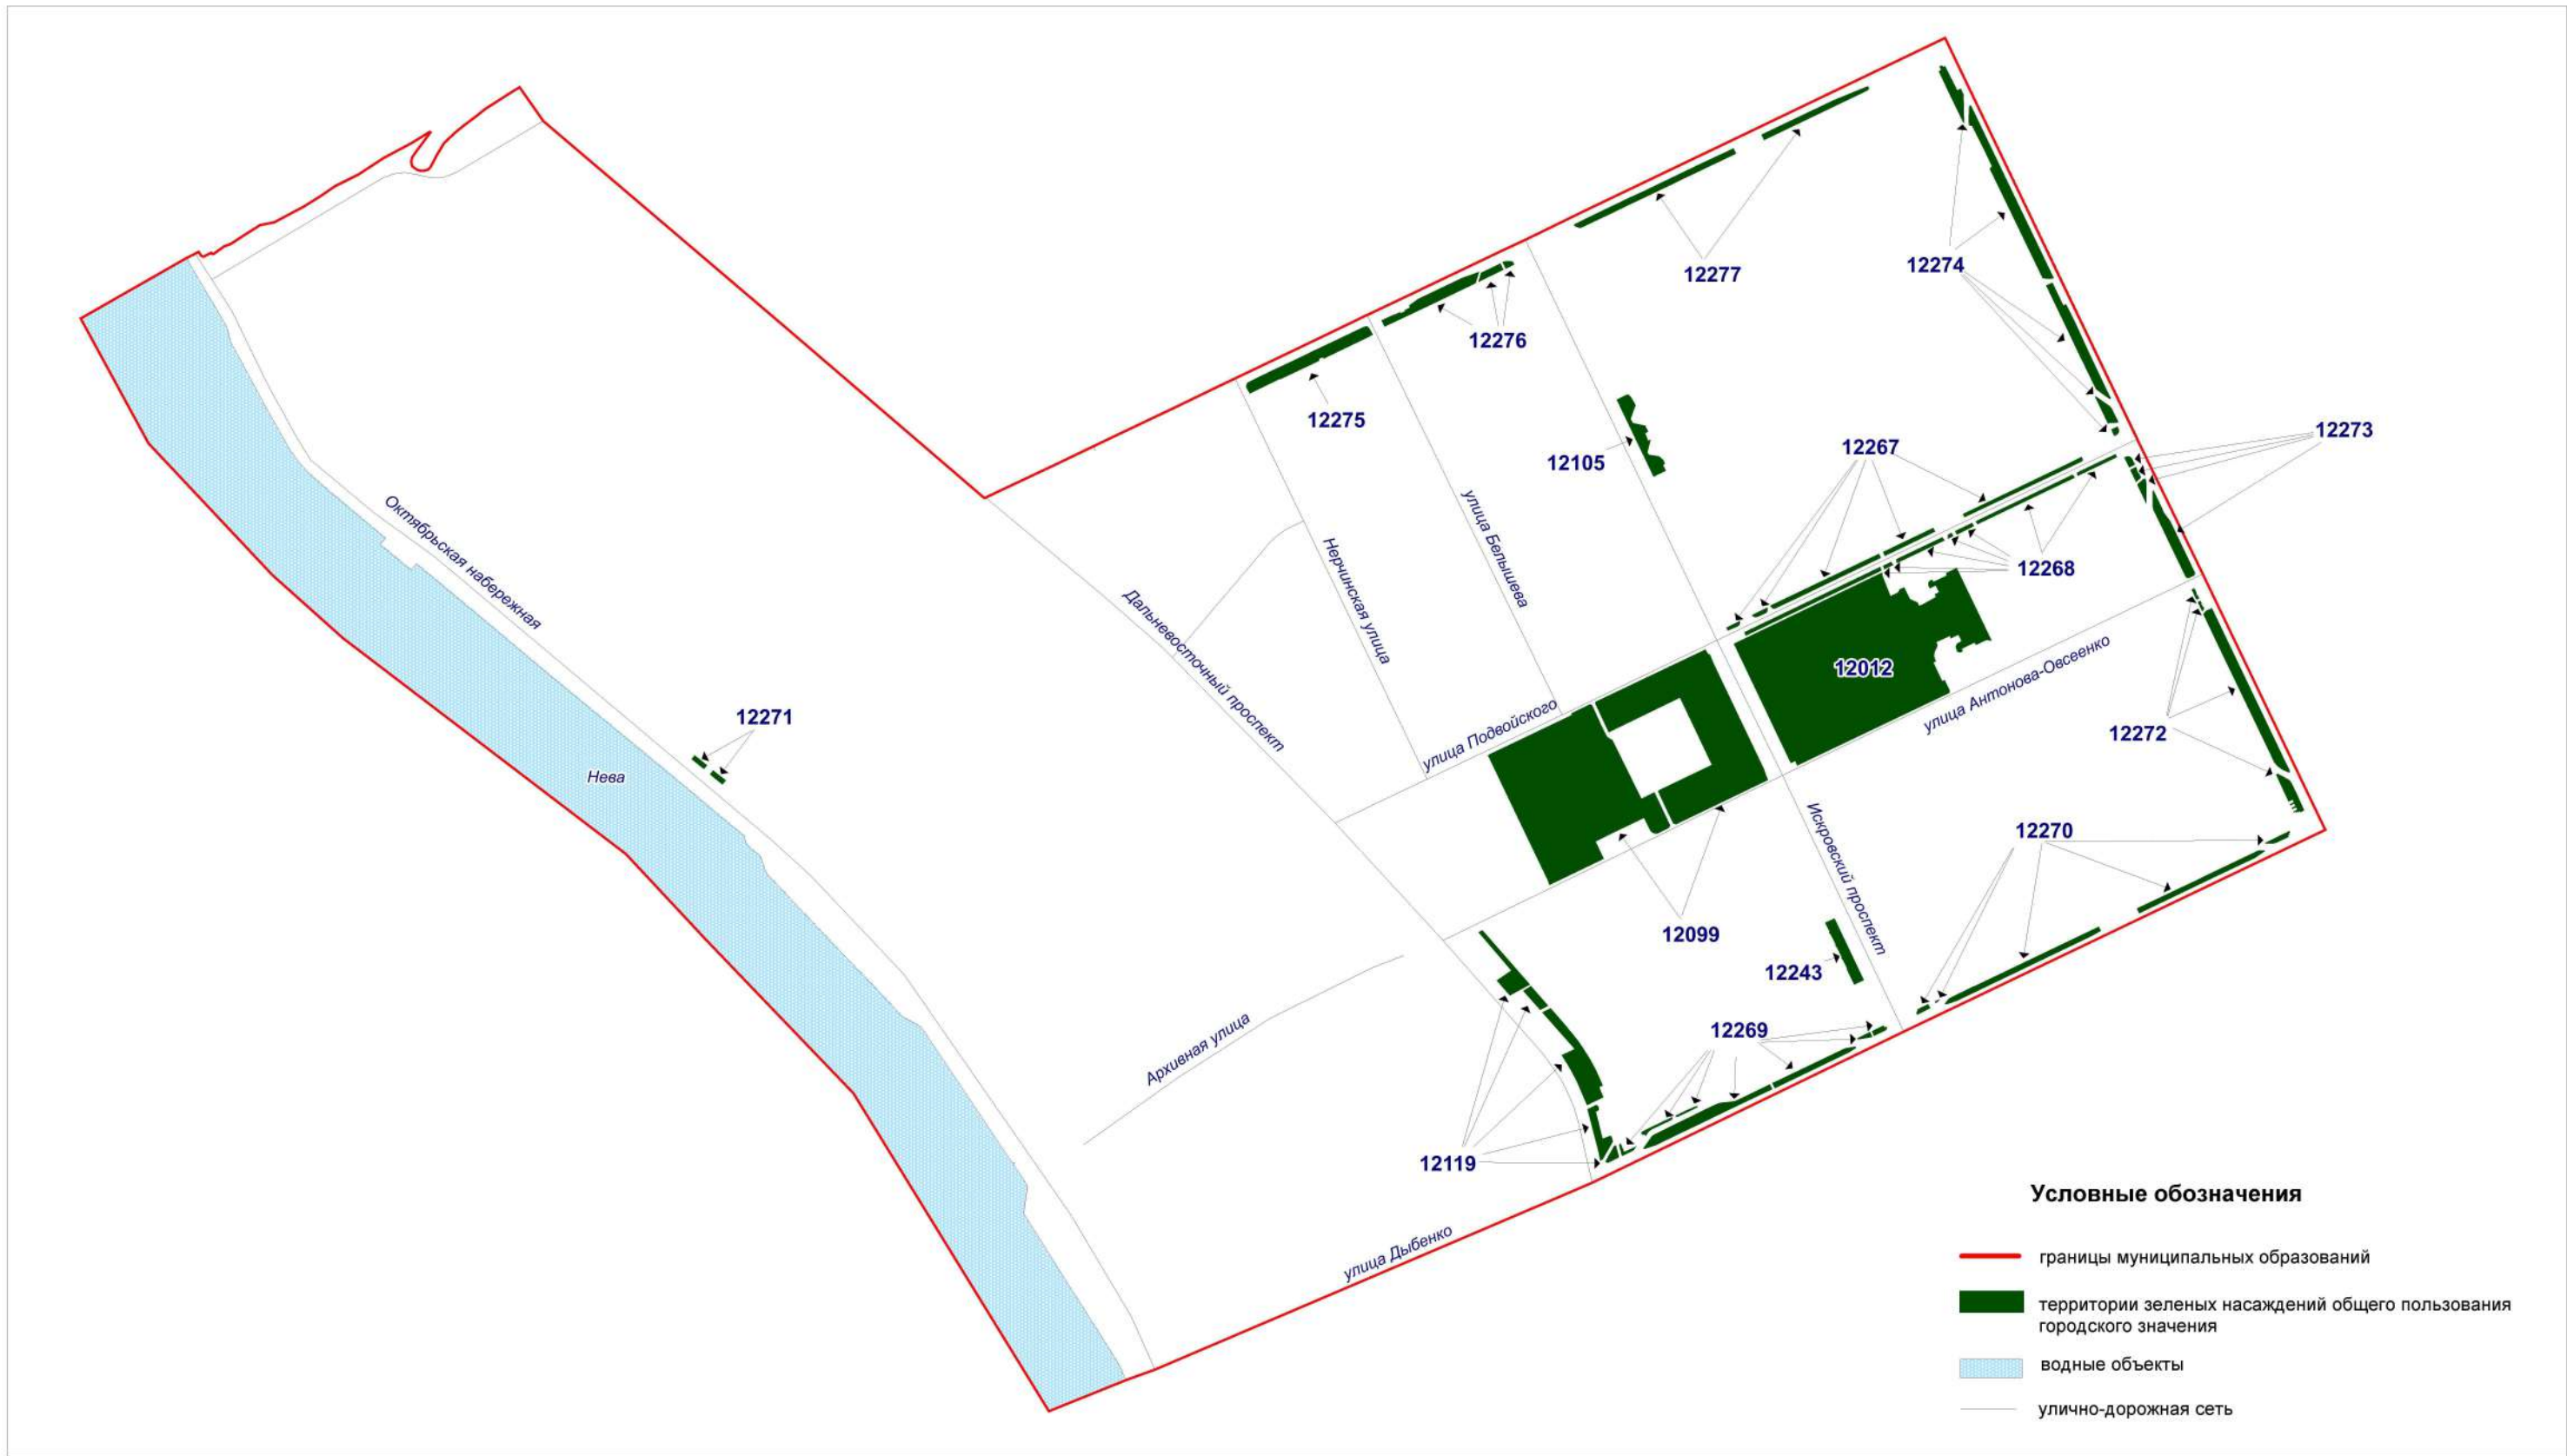 12277
12274
12276
12275
12273
12105
12267
Октябрьская набережная
улица Белышева
Нерчинская улица
12268
Дальневосточный проспект
12012
улица Антонова-Овсеенко
12271
улица Подвойского
12272
Нева
Искровский проспект
12270
12099
12243
12269
Архивная улица
12119
улица Дыбенко
Условные обозначения
границы муниципальных образований
территории зеленых насаждений общего пользования
городского значения
водные объекты
улично-дорожная сеть